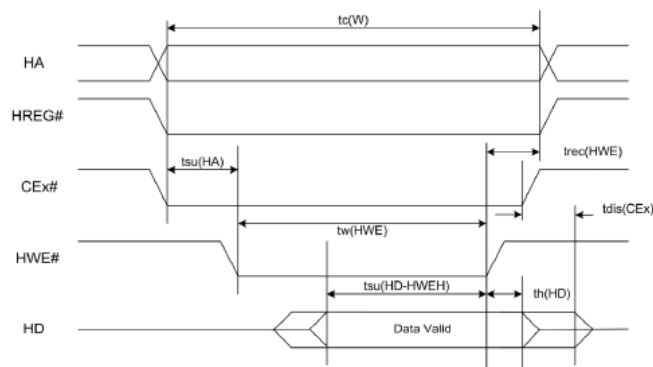 tc(W)
HA
HREG#
tsu(HA)
trec(HWE)
CEx#
tdis(CEx)
tw(HWE)
HWE#
tsu(HD-HWEH)
th(HD)
HD
Data Valid